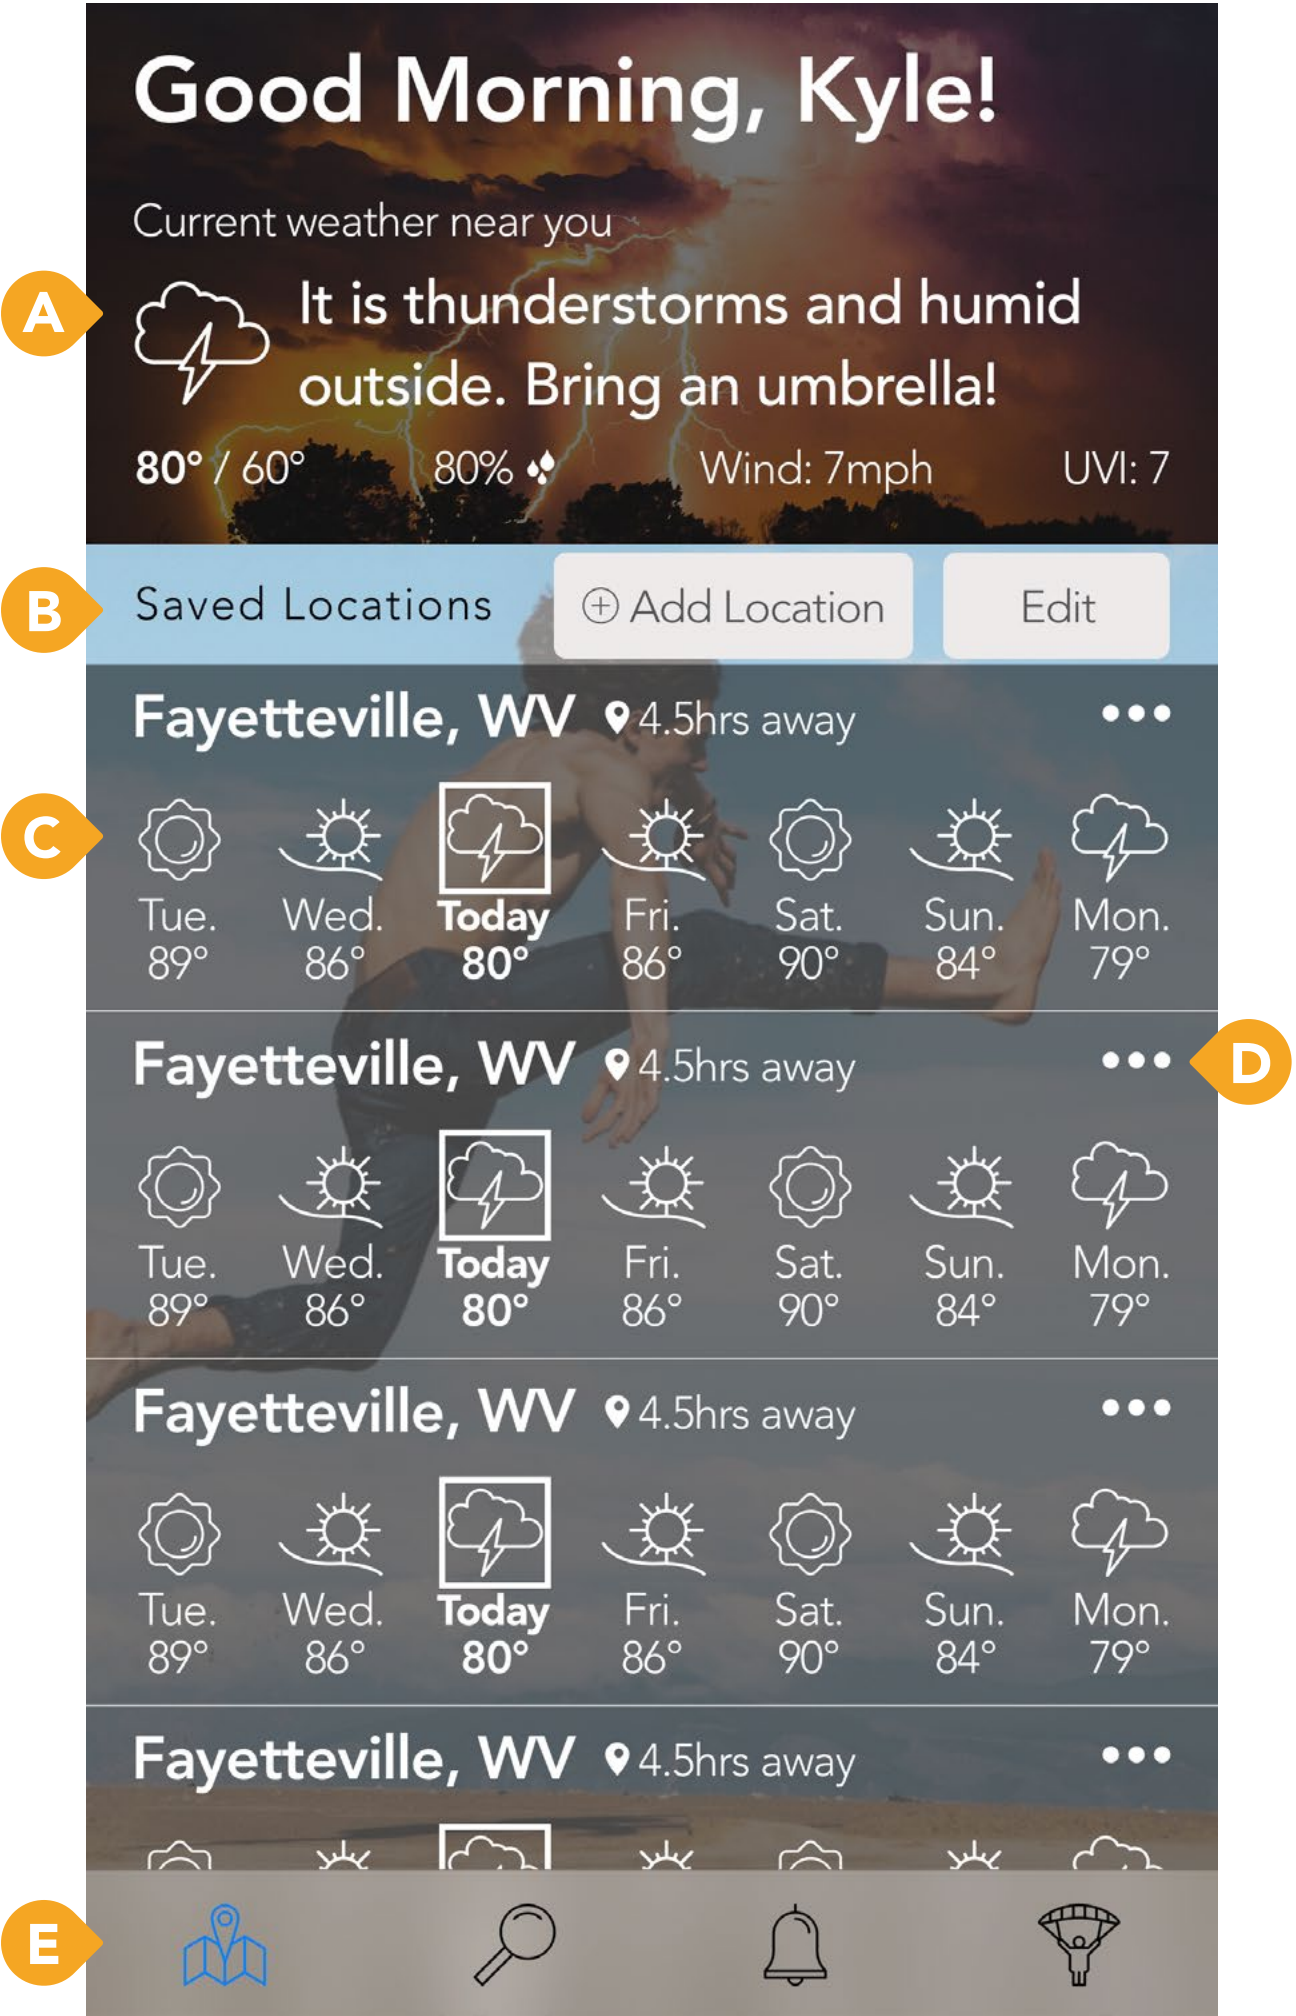 Good Morning, Kyle!
Current weather near you
A
It is thunderstorms and humid
outside. Bring an umbrella!
80° / 60° 80% Wind: 7mph UVI: 7
B
Saved Locations Add Location Edit
Fayetteville, WV 4.5hrs away •••
C
Tue. Wed. Today Fri. Sat. Sun. Mon.
89° 86° 80° 86° 90° 84° 79°
Fayetteville, WV 4.5hrs away •••
D
Tue. Wed. Today Fri. Sat. Sun. Mon.
89° 86° 80° 86° 90° 84° 79°
Fayetteville, WV 4.5hrs away •••
Tue. Wed. Today Fri. Sat. Sun. Mon.
89° 86° 80° 86° 90° 84° 79°
Fayetteville, WV 4.5hrs away •••
E